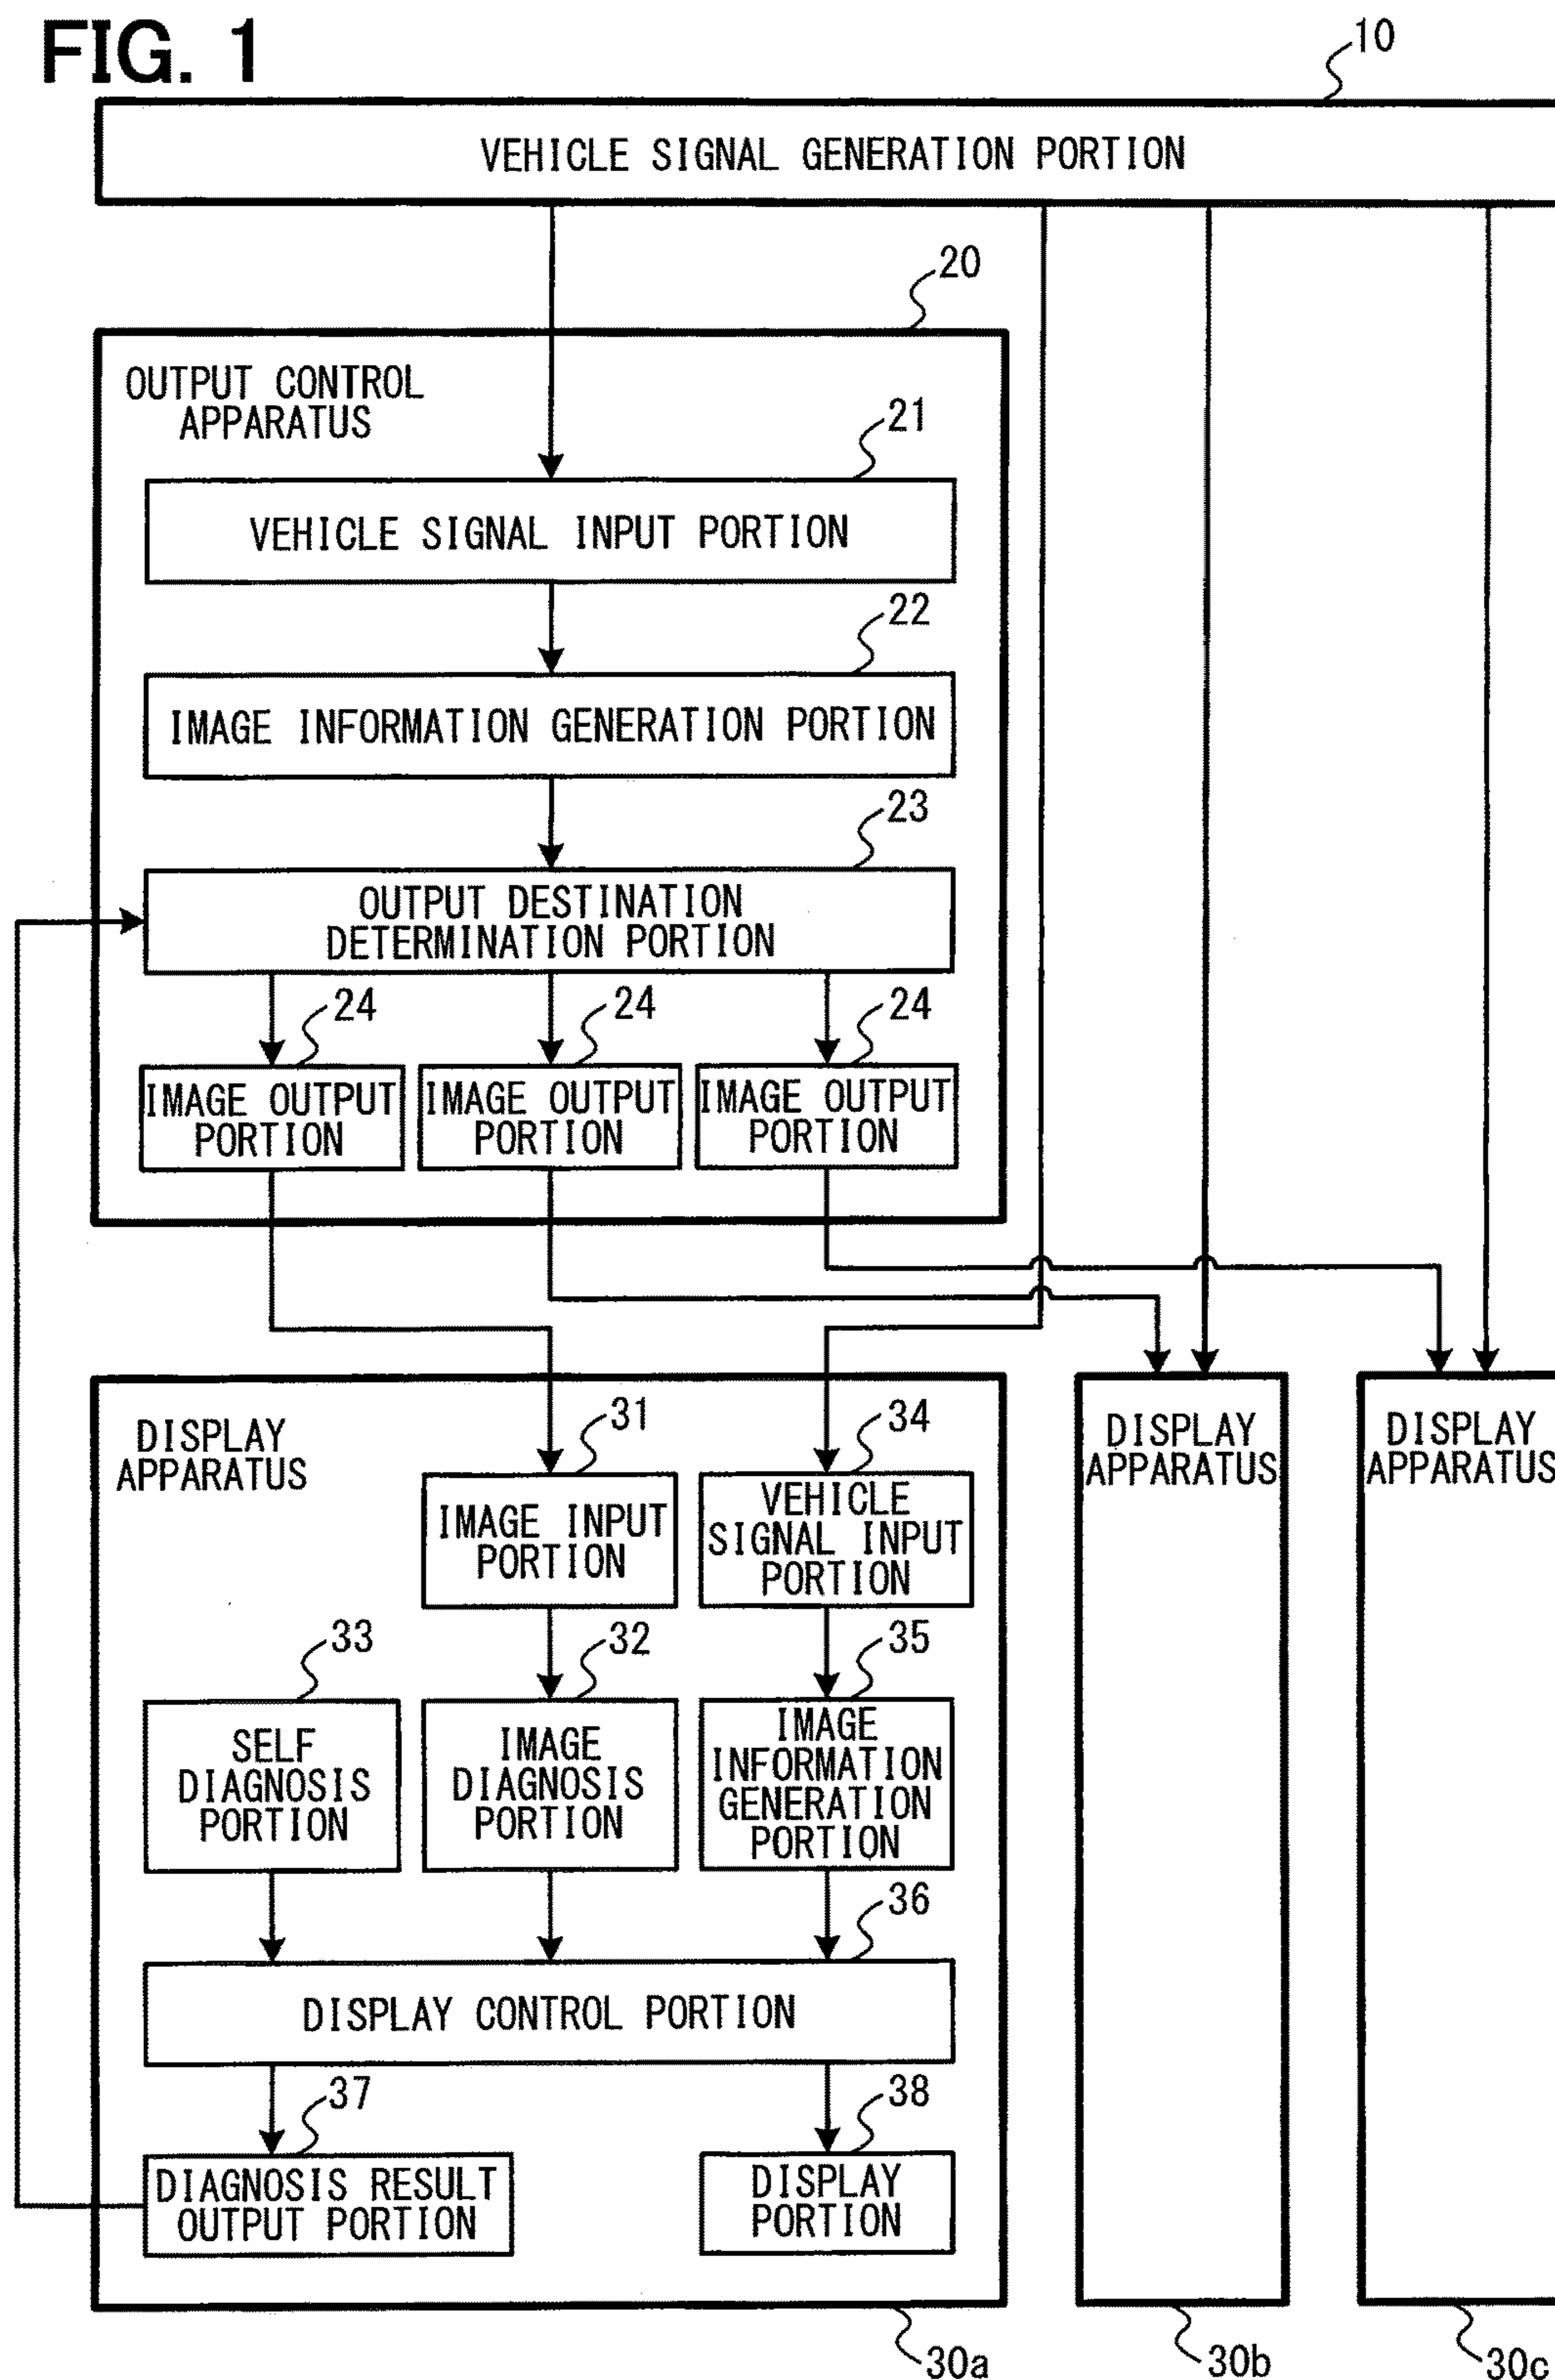 FIG. 1
10
VEHICLE SIGNAL GENERATION PORTION
20
OUTPUT CONTROL
APPARATUS
21
VEHICLE SIGNAL INPUT PORTION
22
IMAGE INFORMATION GENERATION PORTION
23
OUTPUT DESTINATION
DETERMINATION PORTION
24
24
24
IMAGE OUTPUT
PORTION
IMAGE OUTPUT
PORTION
IMAGE OUTPUT
PORTION
DISPLAY
APPARATUS
31
IMAGE INPUT
PORTION
34
VEHICLE
SIGNAL INPUT
PORTION
DISPLAY
APPARATUS
DISPLAY
APPARATUS
33
SELF
DIAGNOSIS
PORTION
32
IMAGE
DIAGNOSIS
PORTION
35
IMAGE
INFORMATION
GENERATION
PORTION
36
DISPLAY CONTROL PORTION
37
DIAGNOSIS RESULT
OUTPUT PORTION
38
DISPLAY
PORTION
30a
30b
30c